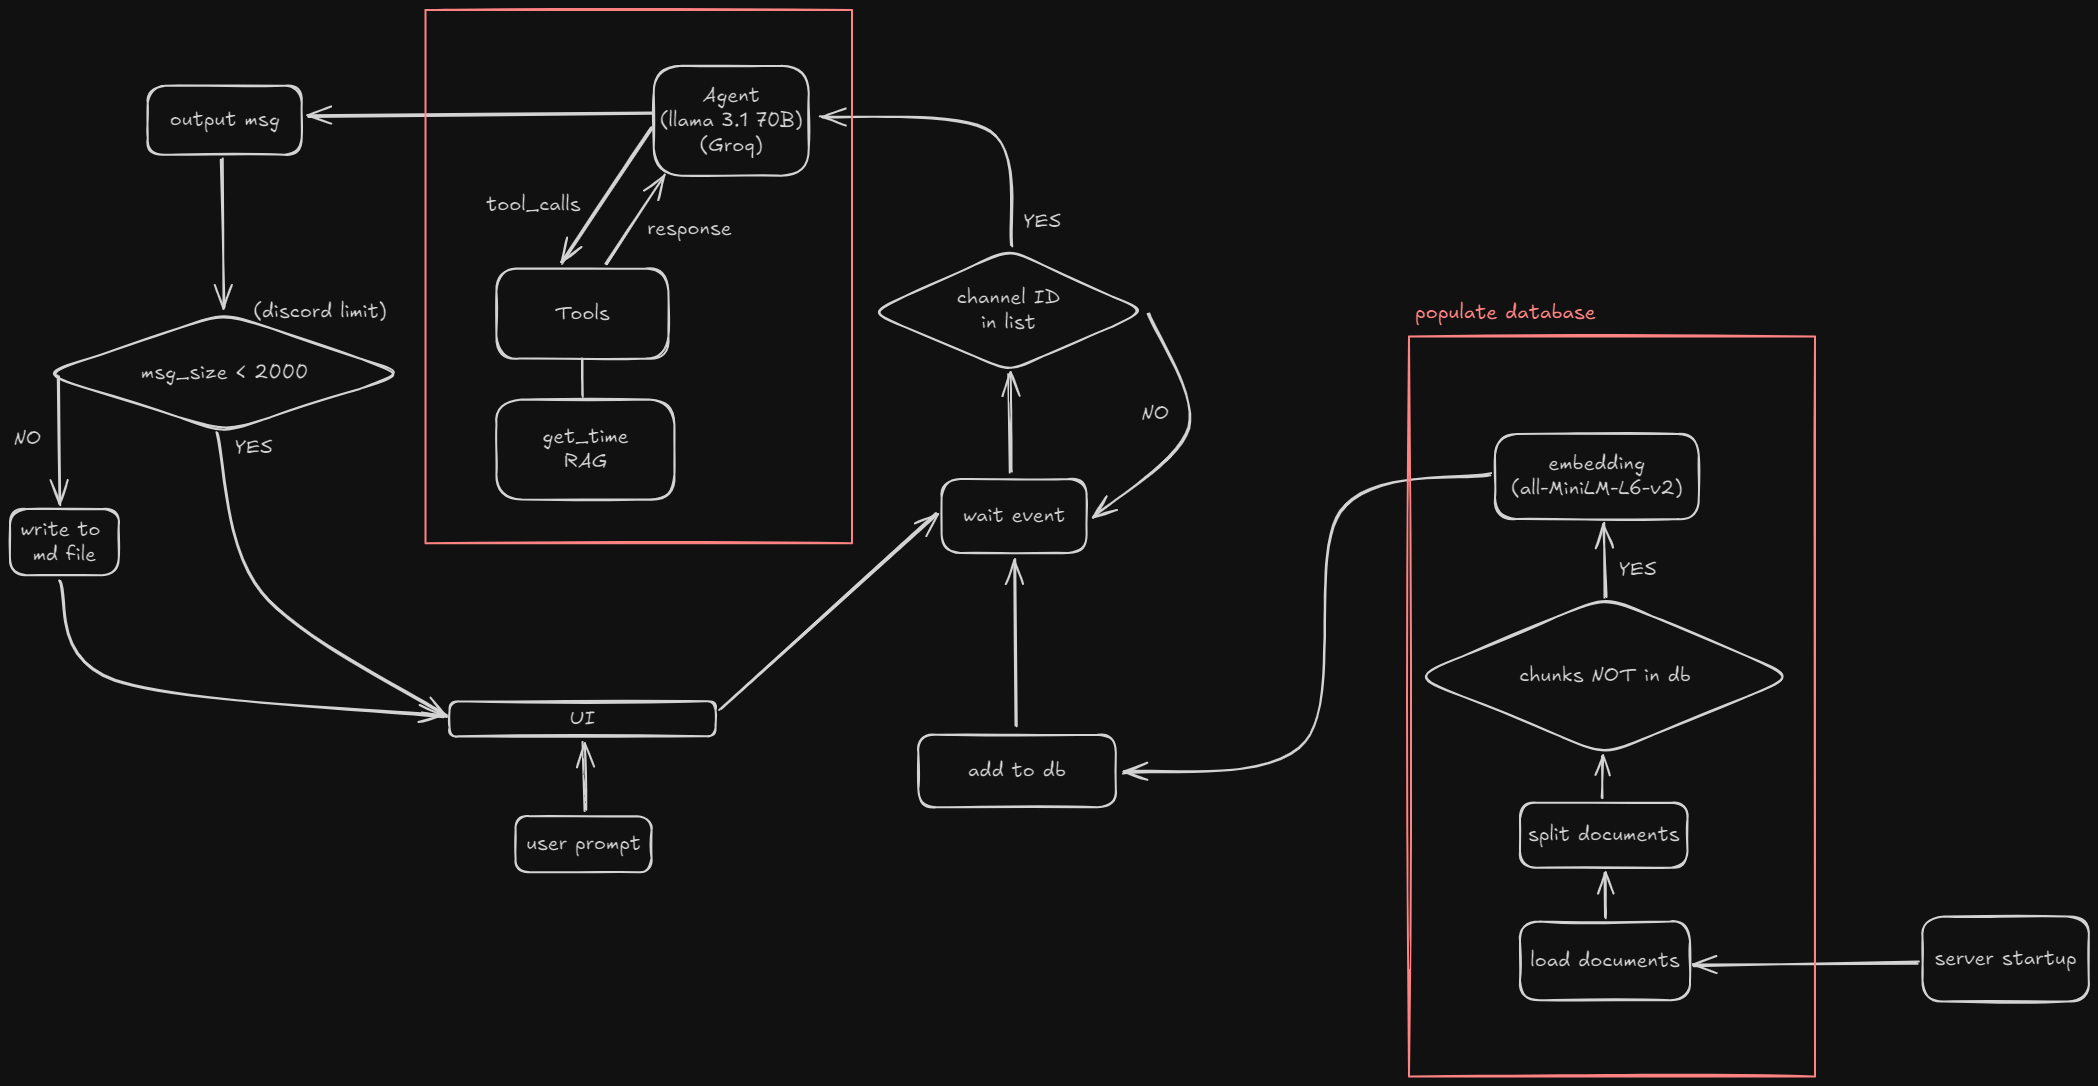 Agent
(llama 3.1 70B)
(Groq)
output msg
tool_calls
response
YES
channel ID
in list
(discord limit)
Tools
populate database
msg_size < 2000
NO
NO
YES
get_time
RAG
embedding
(all-MiniLM-L6-v2)
wait event
write to
md file
YES
chunks NOT in db
UI
add to db
split documents
user prompt
load documents
server startup